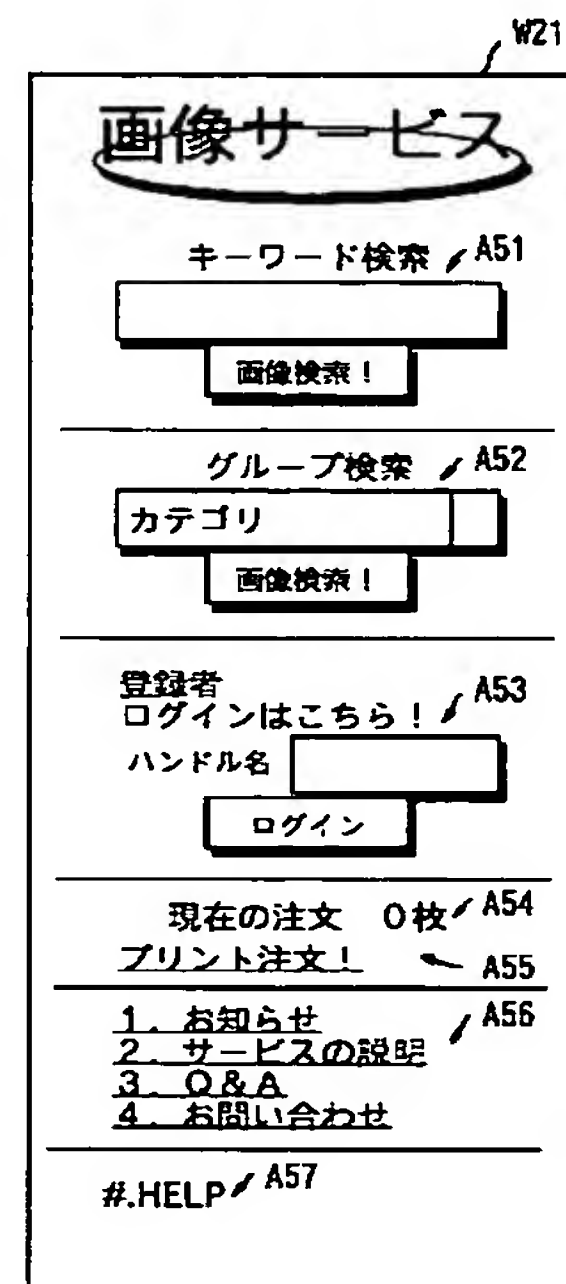 W21
画像サービス
キーワード検索 A51
画像検索！
グループ検索 A52
カテゴリ
画像検索！
登録者
ログインはこちら！ A53
ハンドル名
ログイン
現在の注文 0枚 A54
プリント注文！ A55
1．お知らせ A56
2．サービスの説明
3．Q&A
4．お問い合わせ
#.HELP A57